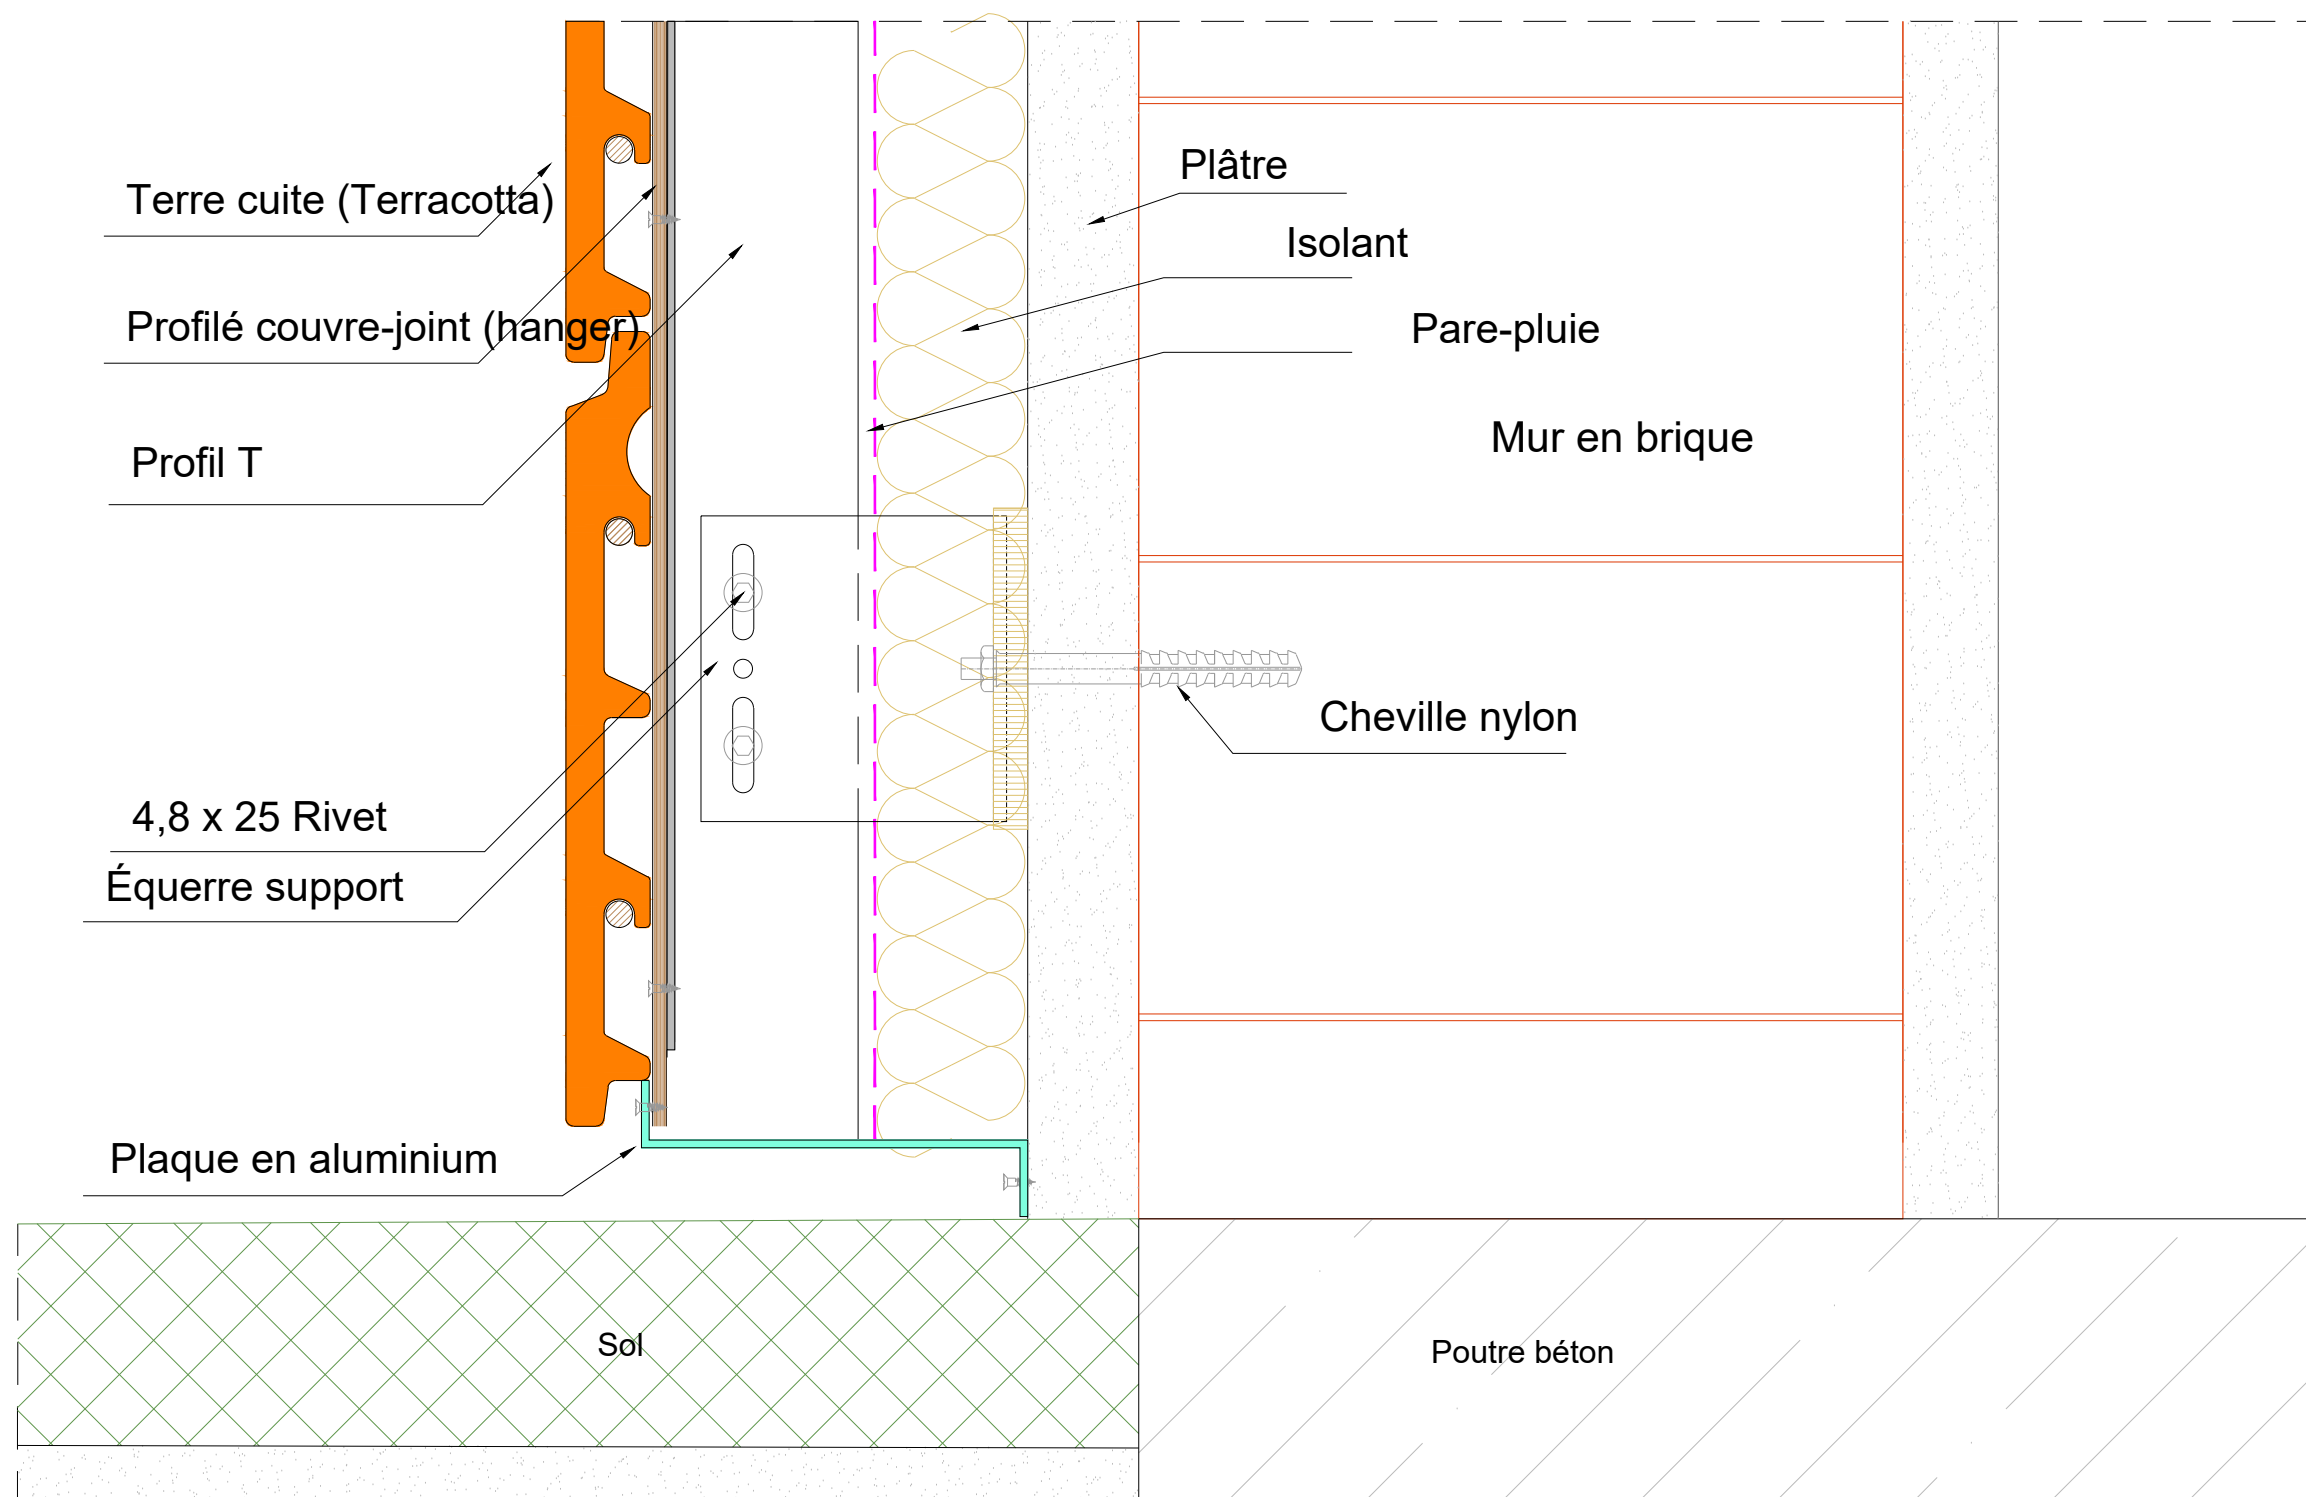 Terre cuite (Terracotta)
Profilé couvre-joint (hanger)
Profil T
4,8 x 25 Rivet
Équerre support
Plaque en aluminium
Plâtre
Isolant
Pare-pluie
Mur en brique
Cheville nylon
Sol
Poutre béton